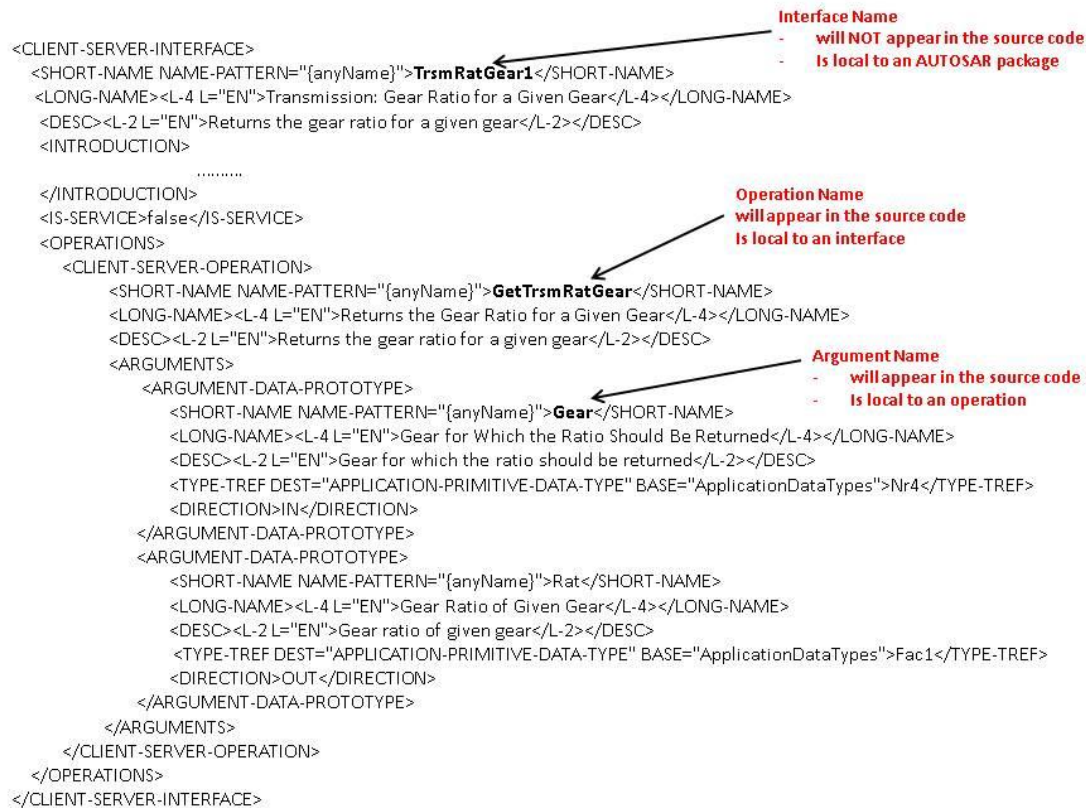 Interface Name
- will NOT appear in the source code
- Is local to an AUTOSAR package
<CLIENT-SERVER-INTERFACE>
<SHORT-NAME NAME-PATTERN="{anyName}">TrsmRatGear1</SHORT-NAME>
<LONG-NAME><L-4 L="EN">Transmission: Gear Ratio for a Given Gear</L-4></LONG-NAME>
<DESC><L-2 L="EN">Returns the gear ratio for a given gear</L-2></DESC>
<INTRODUCTION>
..........
</INTRODUCTION>
<IS-SERVICE>false</IS-SERVICE>
<OPERATIONS>
Operation Name
will appear in the source code
Is local to an interface
<CLIENT-SERVER-OPERATION>
<SHORT-NAME NAME-PATTERN="{anyName}">GetTrsmRatGear</SHORT-NAME>
<LONG-NAME><L-4 L="EN">Returns the Gear Ratio for a Given Gear</L-4></LONG-NAME>
<DESC><L-2 L="EN">Returns the gear ratio for a given gear</L-2></DESC>
<ARGUMENTS>
Argument Name
- will appear in the source code
- Is local to an operation
<ARGUMENT-DATA-PROTOTYPE>
<SHORT-NAME NAME-PATTERN="{anyName}">Gear</SHORT-NAME>
<LONG-NAME><L-4 L="EN">Gear for Which the Ratio Should Be Returned</L-4></LONG-NAME>
<DESC><L-2 L="EN">Gear for which the ratio should be returned</L-2></DESC>
<TYPE-TREF DEST="APPLICATION-PRIMITIVE-DATA-TYPE" BASE="ApplicationDataTypes">Nr4</TYPE-TREF>
<DIRECTION>IN</DIRECTION>
</ARGUMENT-DATA-PROTOTYPE>
<ARGUMENT-DATA-PROTOTYPE>
<SHORT-NAME NAME-PATTERN="{anyName}">Rat</SHORT-NAME>
<LONG-NAME><L-4 L="EN">Gear Ratio of Given Gear</L-4></LONG-NAME>
<DESC><L-2 L="EN">Gear ratio of given gear</L-2></DESC>
<TYPE-TREF DEST="APPLICATION-PRIMITIVE-DATA-TYPE" BASE="ApplicationDataTypes">Fac1</TYPE-TREF>
<DIRECTION>OUT</DIRECTION>
</ARGUMENT-DATA-PROTOTYPE>
</ARGUMENTS>
</CLIENT-SERVER-OPERATION>
</OPERATIONS>
</CLIENT-SERVER-INTERFACE>